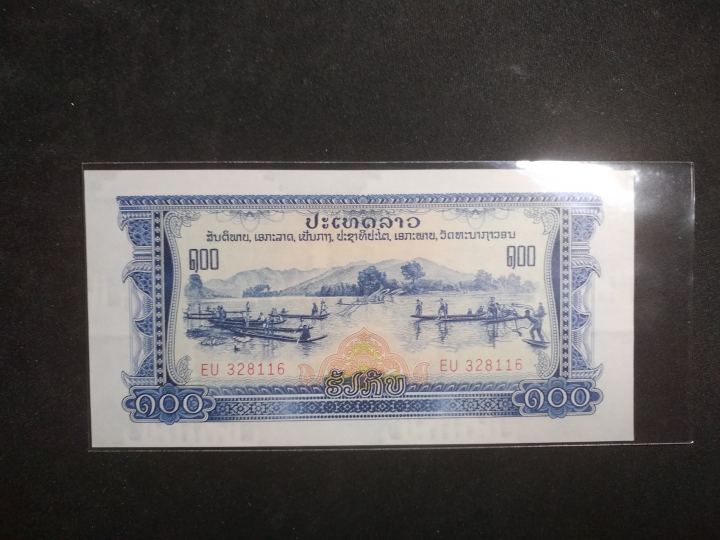 ປະເທດລາວ
ສັນຕິພາບ, ເອກະລາດ, ເປັນກາງ, ປະຊາທິປະໄຕ, ເອກະພາບ, ວັດທະນາຖາວອນ
໑໐໐ ໑໐໐
EU 328116 EU 328116
ຮ້ອຍກີບ
໑໐໐ ໑໐໐